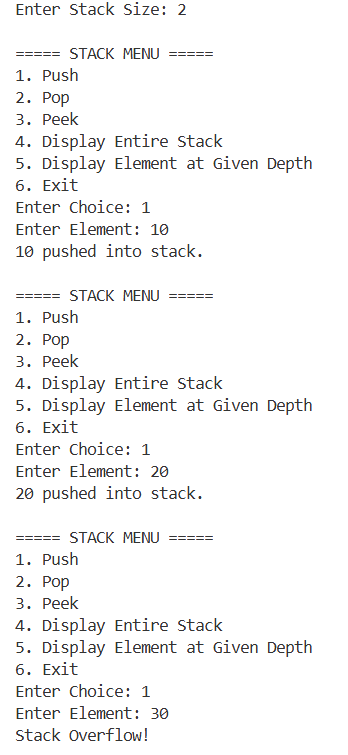 Enter Stack Size: 2
===== STACK MENU =====
1. Push
2. Pop
3. Peek
4. Display Entire Stack
5. Display Element at Given Depth
6. Exit
Enter Choice: 1
Enter Element: 10
10 pushed into stack.
===== STACK MENU =====
1. Push
2. Pop
3. Peek
4. Display Entire Stack
5. Display Element at Given Depth
6. Exit
Enter Choice: 1
Enter Element: 20
20 pushed into stack.
===== STACK MENU =====
1. Push
2. Pop
3. Peek
4. Display Entire Stack
5. Display Element at Given Depth
6. Exit
Enter Choice: 1
Enter Element: 30
Stack Overflow!